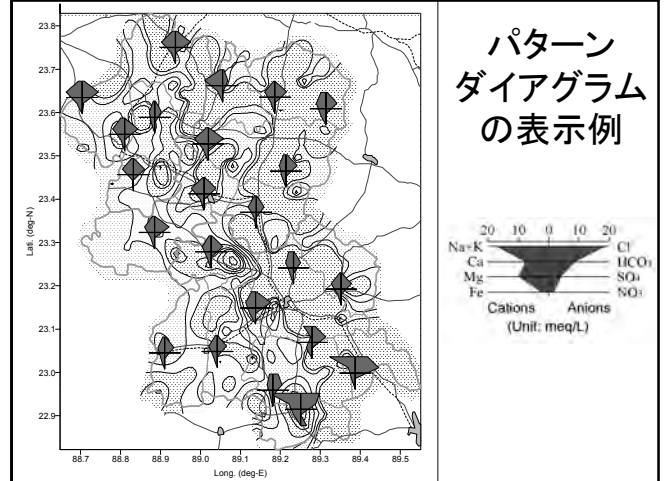 23.8
23.7
23.6
23.5
23.4
23.3
23.2
23.1
23.0
22.9
Lati. (deg-N)
88.7 88.8 88.9 89.0 89.1 89.2 89.3 89.4 89.5
Long. (deg-E)
パターン
ダイアグラム
の表示例
20 10 0 10 20
Na+K Cl
Ca HCO3
Mg SO4
Fe NO3
Cations Anions
(Unit: meq/L)